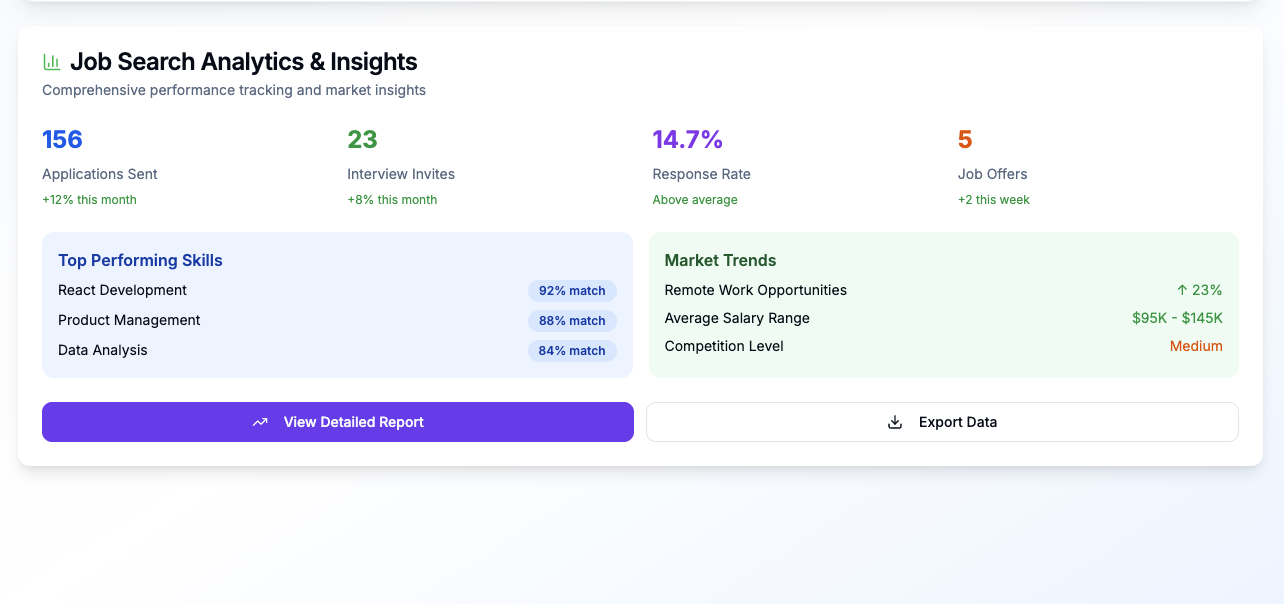 Job Search Analytics & Insights
Comprehensive performance tracking and market insights
156
Applications Sent
+12% this month
23
Interview Invites
+8% this month
14.7%
Response Rate
Above average
5
Job Offers
+2 this week
Top Performing Skills
React Development 92% match
Product Management 88% match
Data Analysis 84% match
Market Trends
Remote Work Opportunities ↑ 23%
Average Salary Range $95K - $145K
Competition Level Medium
View Detailed Report
Export Data